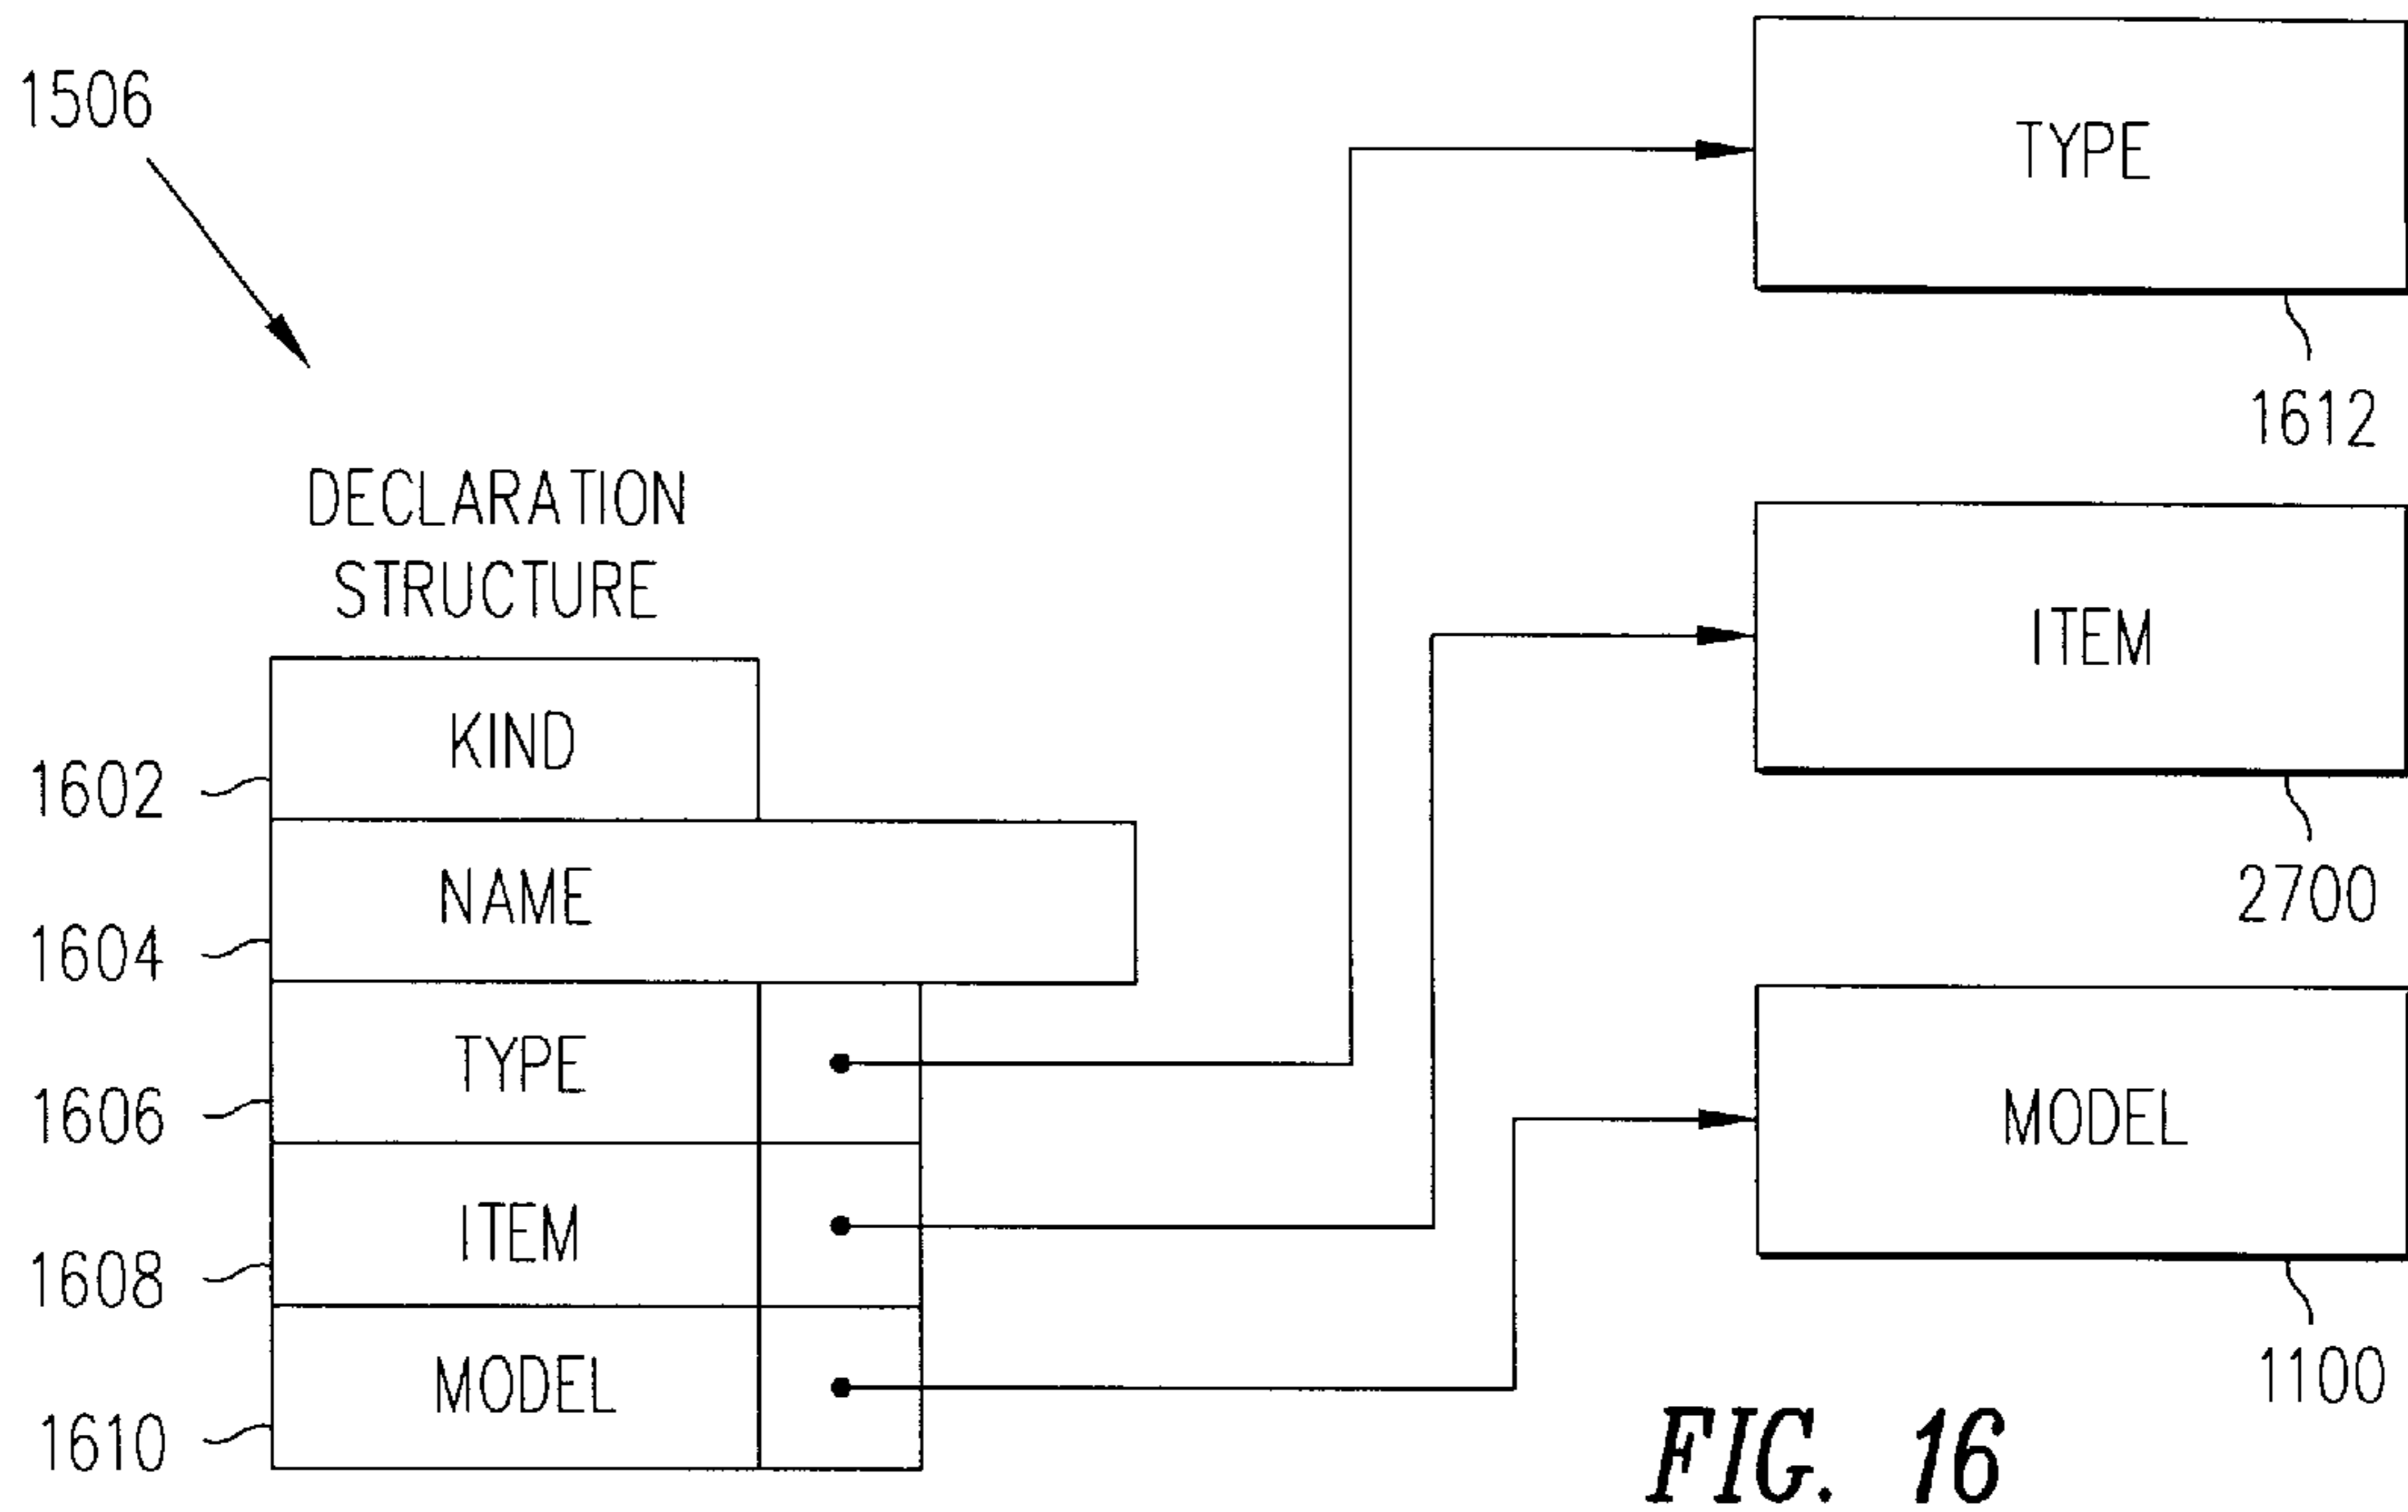 1506
DECLARATION
STRUCTURE
1602
KIND
1604
NAME
1606
TYPE
1608
ITEM
1610
MODEL
TYPE
1612
ITEM
2700
MODEL
1100
FIG. 16